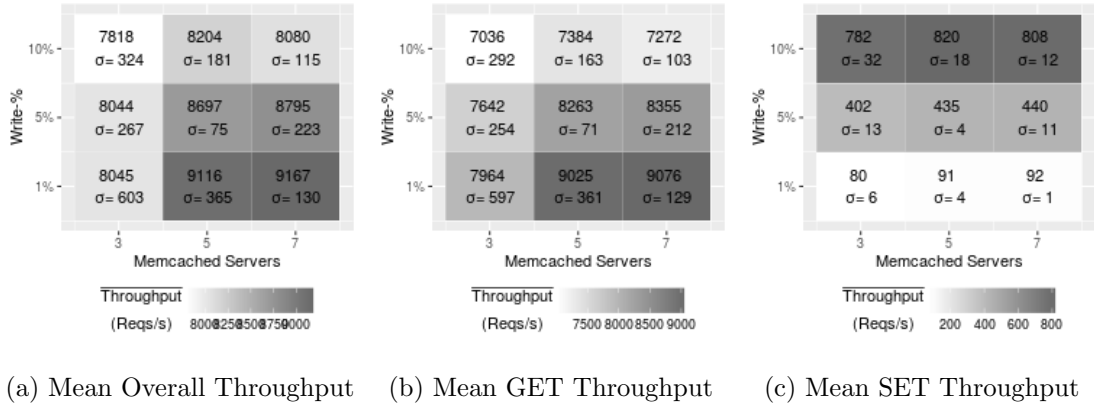 Write-%
10%
5%
1%
7818 8204 8080
σ= 324 σ= 181 σ= 115
8044 8697 8795
σ= 267 σ= 75 σ= 223
8045 9116 9167
σ= 603 σ= 365 σ= 130
3 5 7
Memcached Servers
Throughput
(Reqs/s)
8000 8250 8500 8750 9000
(a) Mean Overall Throughput
Write-%
10%
5%
1%
7036 7384 7272
σ= 292 σ= 163 σ= 103
7642 8263 8355
σ= 254 σ= 71 σ= 212
7964 9025 9076
σ= 597 σ= 361 σ= 129
3 5 7
Memcached Servers
Throughput
(Reqs/s)
7500 8000 8500 9000
(b) Mean GET Throughput
Write-%
10%
5%
1%
782 820 808
σ= 32 σ= 18 σ= 12
402 435 440
σ= 13 σ= 4 σ= 11
80 91 92
σ= 6 σ= 4 σ= 1
3 5 7
Memcached Servers
Throughput
(Reqs/s)
200 400 600 800
(c) Mean SET Throughput